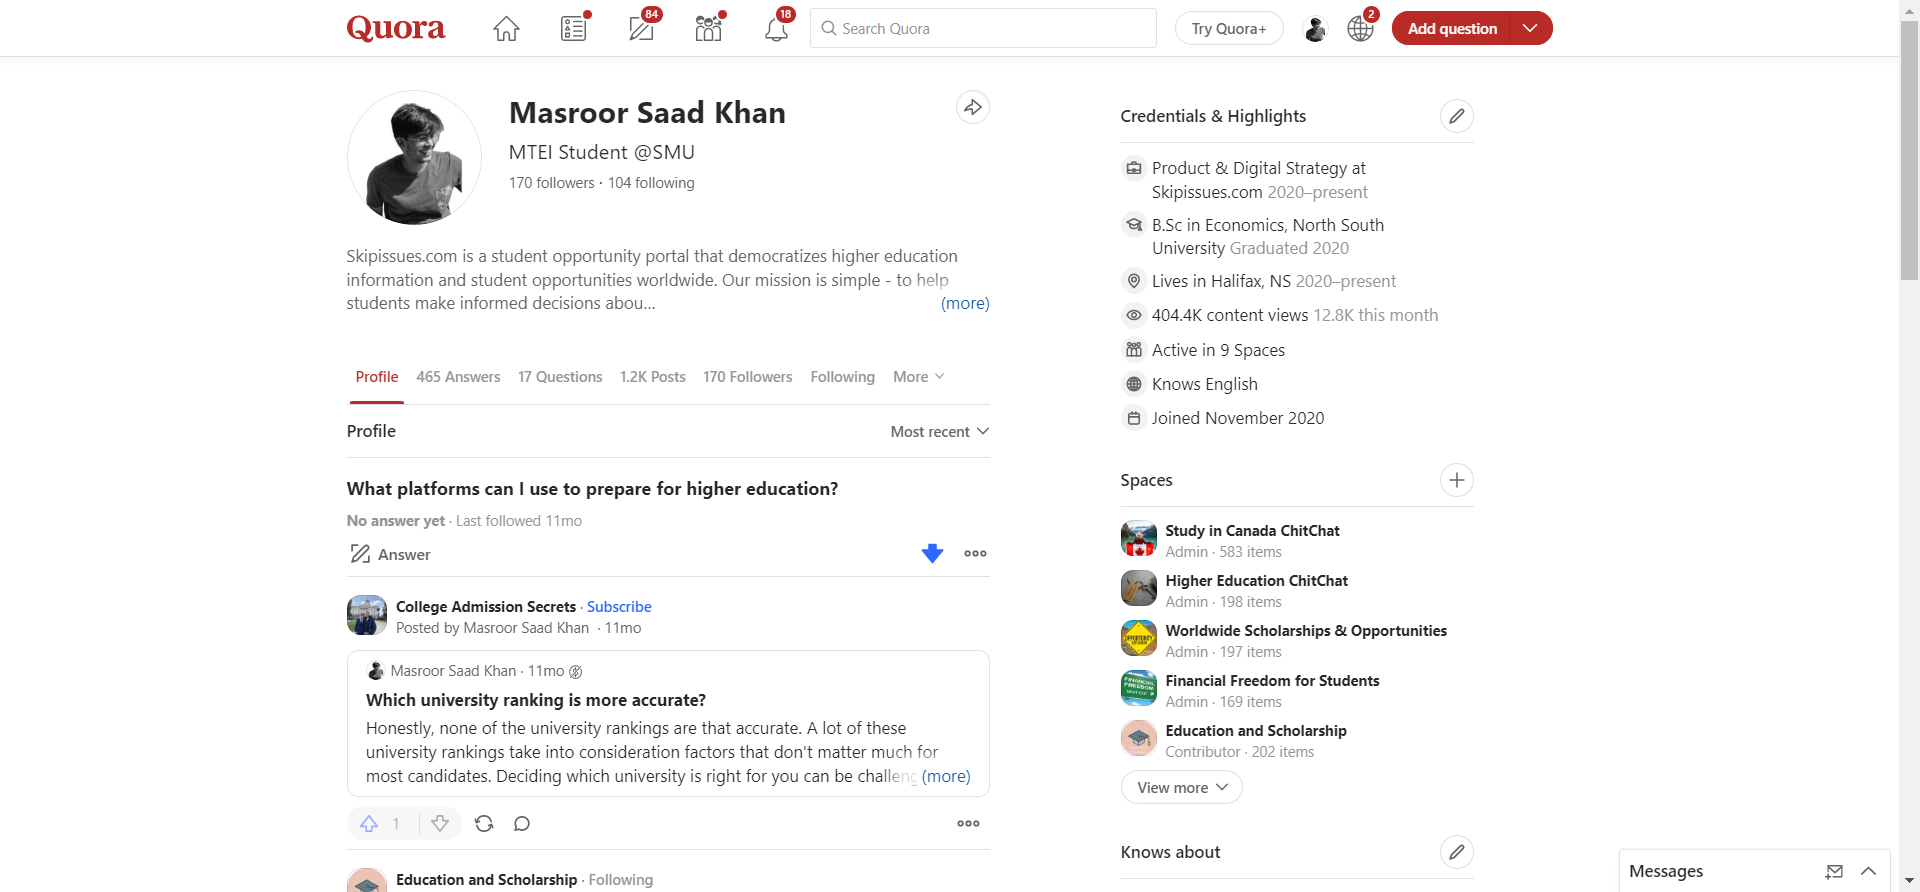 Quora
84
18
Search Quora
Try Quora+
2
Add question
Masroor Saad Khan
MTEI Student @SMU
170 followers · 104 following
Skipissues.com is a student opportunity portal that democratizes higher education
information and student opportunities worldwide. Our mission is simple - to help
students make informed decisions abou... (more)
Profile 465 Answers 17 Questions 1.2K Posts 170 Followers Following More
Profile Most recent
What platforms can I use to prepare for higher education?
No answer yet · Last followed 11mo
Answer
College Admission Secrets · Subscribe
Posted by Masroor Saad Khan · 11mo
Masroor Saad Khan · 11mo
Which university ranking is more accurate?
Honestly, none of the university rankings are that accurate. A lot of these
university rankings take into consideration factors that don't matter much for
most candidates. Deciding which university is right for you can be challeng (more)
1
Education and Scholarship · Following
Credentials & Highlights
Product & Digital Strategy at
Skipissues.com 2020–present
B.Sc in Economics, North South
University Graduated 2020
Lives in Halifax, NS 2020–present
404.4K content views 12.8K this month
Active in 9 Spaces
Knows English
Joined November 2020
Spaces
Study in Canada ChitChat
Admin · 583 items
Higher Education ChitChat
Admin · 198 items
OPPORTUNITY
Worldwide Scholarships & Opportunities
Admin · 197 items
FINANCIAL
FREEDOM
Financial Freedom for Students
Admin · 169 items
Education and Scholarship
Contributor · 202 items
View more
Knows about
Messages